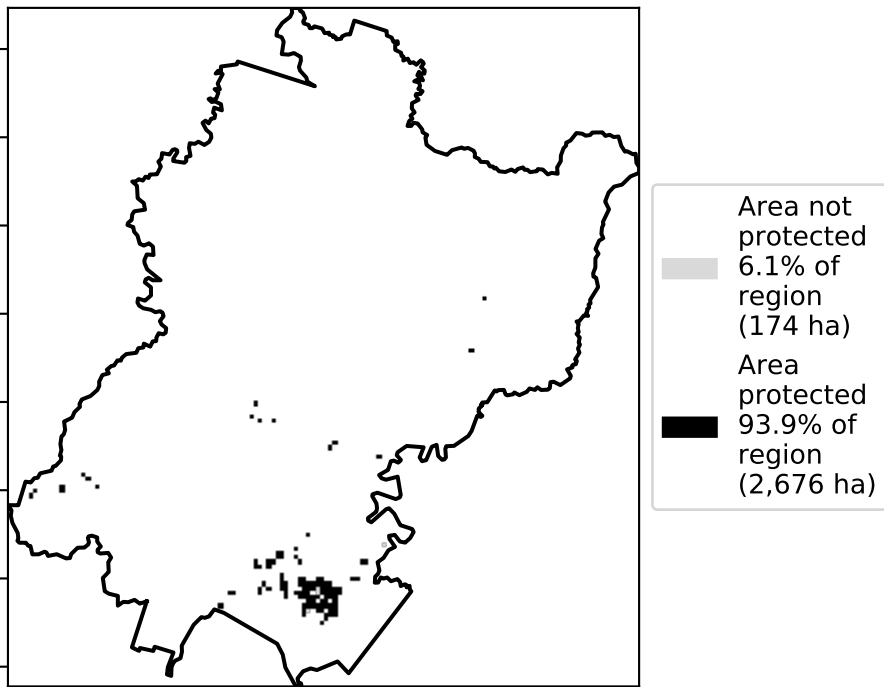 Area not
protected
6.1% of
region
(174 ha)
Area
protected
93.9% of
region
(2,676 ha)